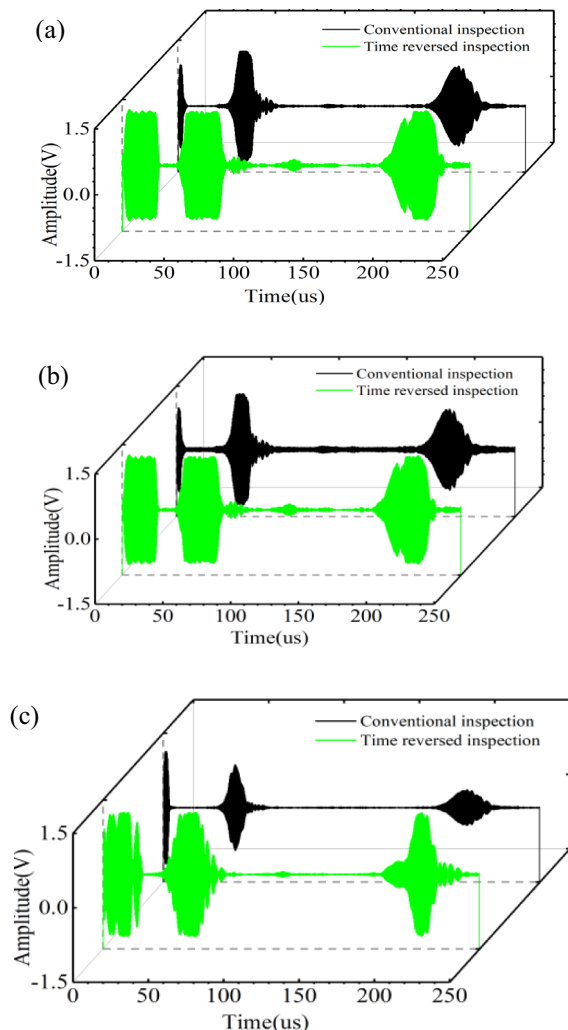 (a)
Conventional inspection
Time reversed inspection
1.5
0.0
-1.5
Amplitude(V)
0 50 100 150 200 250
Time(us)
(b)
Conventional inspection
Time reversed inspection
1.5
0.0
-1.5
Amplitude(V)
0 50 100 150 200 250
Time(us)
(c)
Conventional inspection
Time reversed inspection
1.5
0.0
-1.5
Amplitude(V)
0 50 100 150 200 250
Time(us)